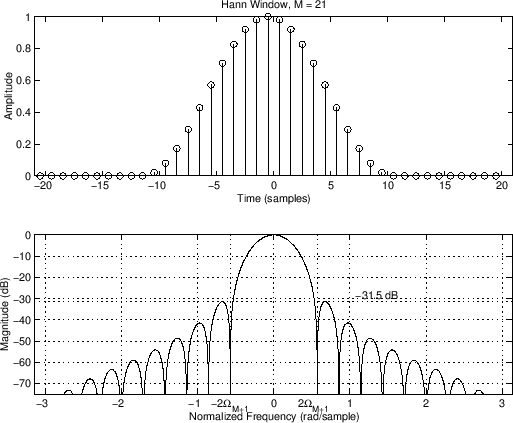 Hann Window, M = 21
Amplitude
1
0.8
0.6
0.4
0.2
0
−20 −15 −10 −5 0 5 10 15 20
Time (samples)
Magnitude (dB)
0
−10
−20
−30
−40
−50
−60
−70
−31.5 dB
−3 −2 −1 −2Ω_{M+1} 0 2Ω_{M+1} 1 2 3
Normalized Frequency (rad/sample)